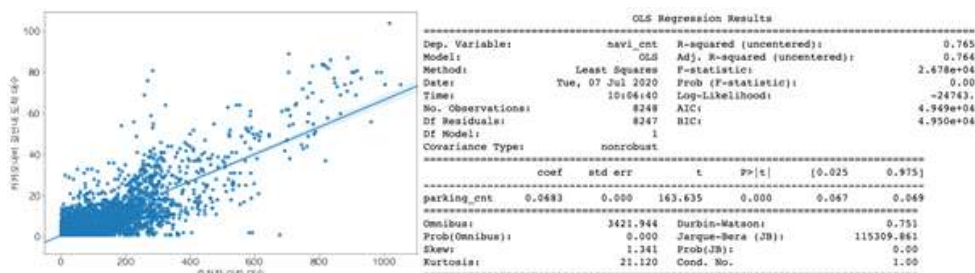 100
80
60
40
20
0
0 200 400 600 800 1000
OLS Regression Results
Dep. Variable: navi_cnt R-squared (uncentered): 0.765
Model: OLS Adj. R-squared (uncentered): 0.764
Method: Least Squares F-statistic: 2.678e+04
Date: Tue, 07 Jul 2020 Prob (F-statistic): 0.00
Time: 10:06:40 Log-Likelihood: -24743.
No. Observations: 8248 AIC: 4.949e+04
Df Residuals: 8247 BIC: 4.950e+04
Df Model: 1
Covariance Type: nonrobust
coef std err t P>|t| [0.025 0.975]
parking_cnt 0.0683 0.000 163.635 0.000 0.067 0.069
Omnibus: 3421.944 Durbin-Watson: 0.751
Prob(Omnibus): 0.000 Jarque-Bera (JB): 115309.861
Skew: 1.341 Prob(JB): 0.00
Kurtosis: 21.120 Cond. No. 1.00